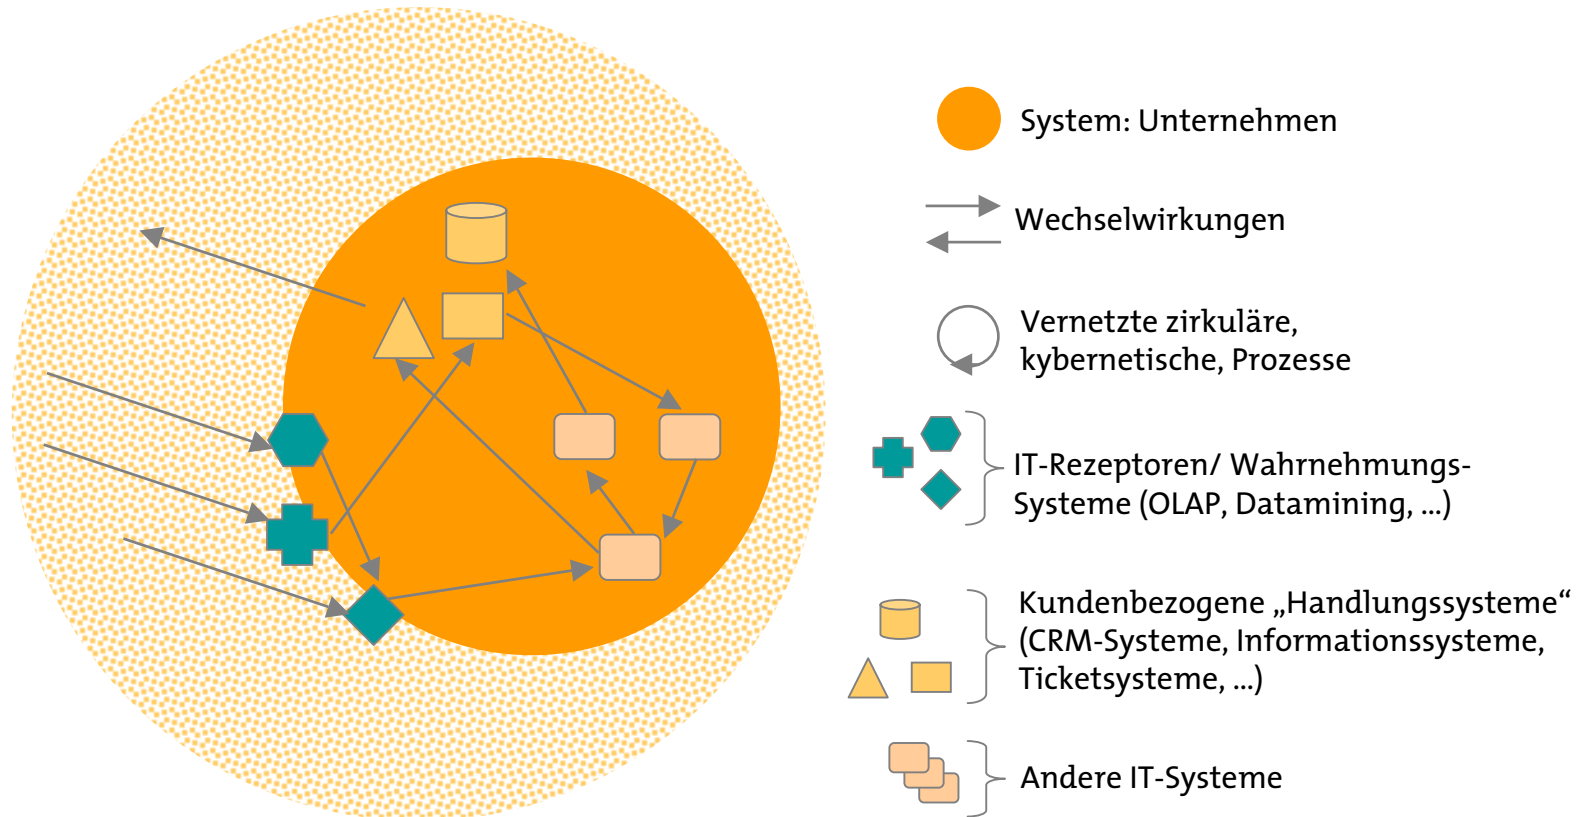 System: Unternehmen
Wechselwirkungen
Vernetzte zirkuläre,
kybernetische, Prozesse
IT-Rezeptoren/ Wahrnehmungs-
Systeme (OLAP, Datamining, ...)
Kundenbezogene „Handlungssysteme“
(CRM-Systeme, Informationssysteme,
Ticketsysteme, ...)
Andere IT-Systeme